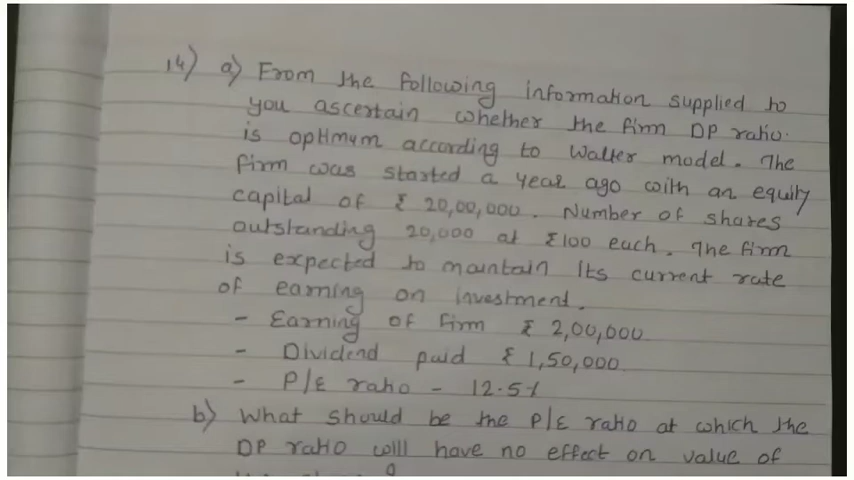 14) a) From the following information supplied to
you ascertain whether the firm DP ratio.
is optimum according to Walter model. The
firm was started a year ago with an equity
capital of ₹ 20,00,000. Number of shares
outstanding 20,000 at ₹100 each. The firm
is expected to maintain its current rate
of earning on investment.
- Earning of firm ₹ 2,00,000
- Dividend paid ₹ 1,50,000.
- P/E ratio - 12.5%
b) What should be the P/E ratio at which the
DP ratio will have no effect on value of